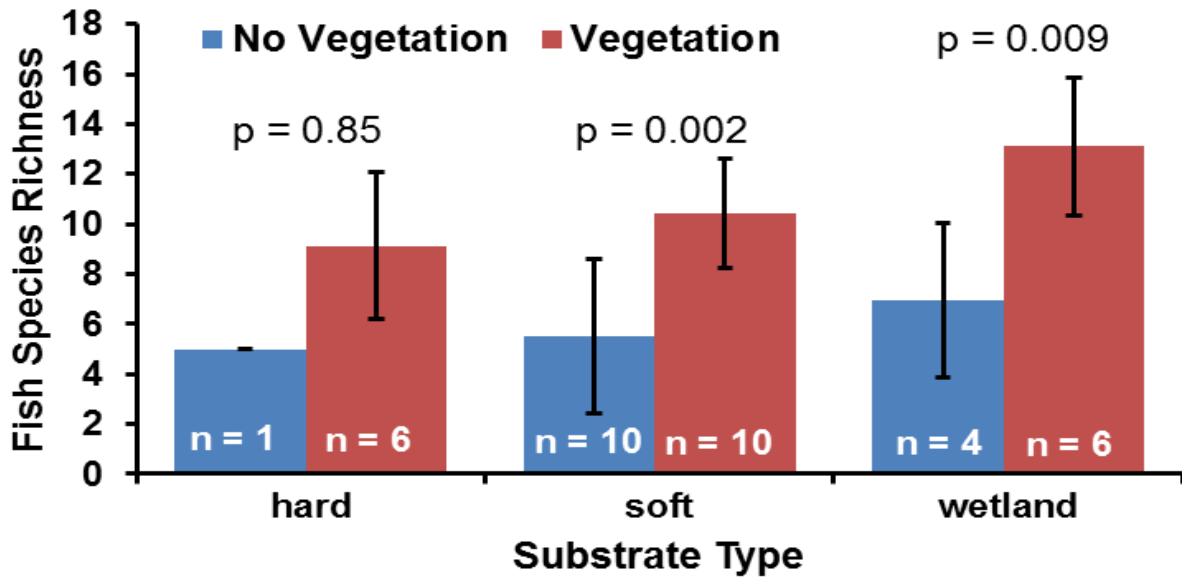 Fish Species Richness
18
16
14
12
10
8
6
4
2
0
No Vegetation Vegetation
p = 0.85
p = 0.002
p = 0.009
n = 1
n = 6
n = 10
n = 10
n = 4
n = 6
hard
soft
wetland
Substrate Type